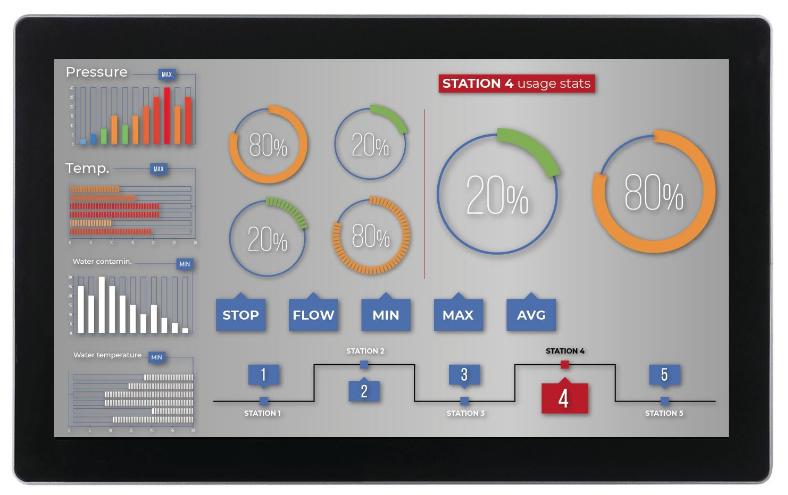 Pressure
MAX
STATION 4 usage stats
80%
20%
20%
80%
20%
80%
Temp.
MAX
Water contamin.
MIN
Water temperature
MIN
STOP
FLOW
MIN
MAX
AVG
STATION 2
STATION 4
1
2
3
4
5
STATION 1
STATION 3
STATION 5